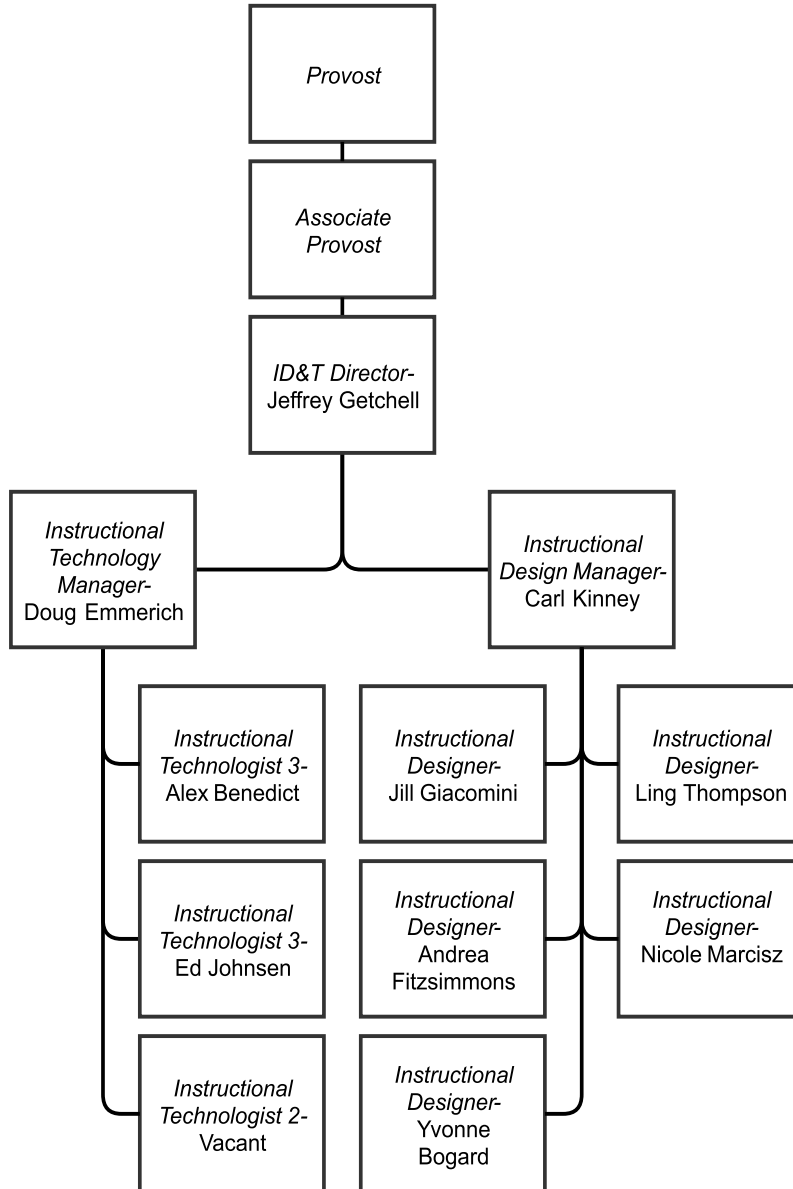 Provost
Associate
Provost
ID&T Director-
Jeffrey Getchell
Instructional
Technology
Manager-
Doug Emmerich
Instructional
Design Manager-
Carl Kinney
Instructional
Technologist 3-
Alex Benedict
Instructional
Designer-
Jill Giacomini
Instructional
Designer-
Ling Thompson
Instructional
Technologist 3-
Ed Johnsen
Instructional
Designer-
Andrea
Fitzsimmons
Instructional
Designer-
Nicole Marcisz
Instructional
Technologist 2-
Vacant
Instructional
Designer-
Yvonne
Bogard